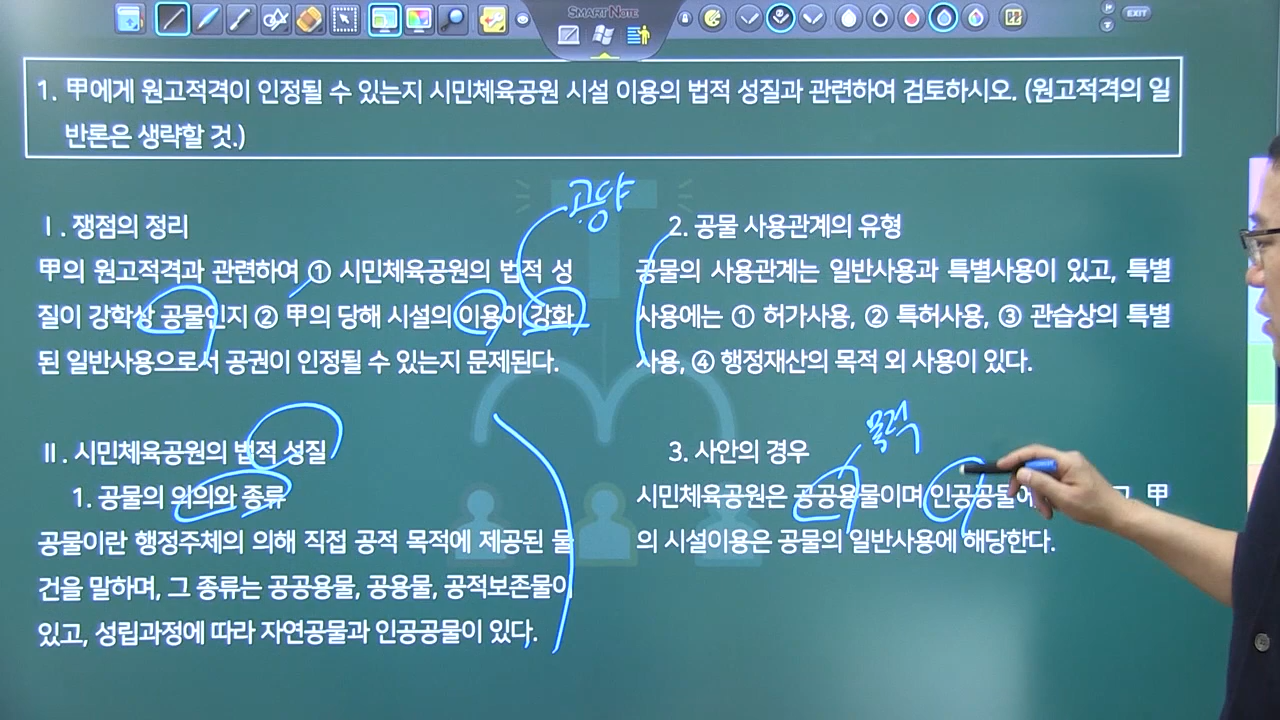 SMART NOTE
EXIT
1. 甲에게 원고적격이 인정될 수 있는지 시민체육공원 시설 이용의 법적 성질과 관련하여 검토하시오. (원고적격의 일
반론은 생략할 것.)
Ⅰ. 쟁점의 정리
甲의 원고적격과 관련하여 ① 시민체육공원의 법적 성
질이 강학상 공물인지 ② 甲의 당해 시설의 이용이 강화
된 일반사용으로서 공권이 인정될 수 있는지 문제된다.
Ⅱ. 시민체육공원의 법적 성질
1. 공물의 의의와 종류
공물이란 행정주체의 의해 직접 공적 목적에 제공된 물
건을 말하며, 그 종류는 공공용물, 공용물, 공적보존물이
있고, 성립과정에 따라 자연공물과 인공공물이 있다.
2. 공물 사용관계의 유형
공물의 사용관계는 일반사용과 특별사용이 있고, 특별
사용에는 ① 허가사용, ② 특허사용, ③ 관습상의 특별
사용, ④ 행정재산의 목적 외 사용이 있다.
3. 사안의 경우
시민체육공원은 공공용물이며 인공공물에 甲
의 시설이용은 공물의 일반사용에 해당한다.